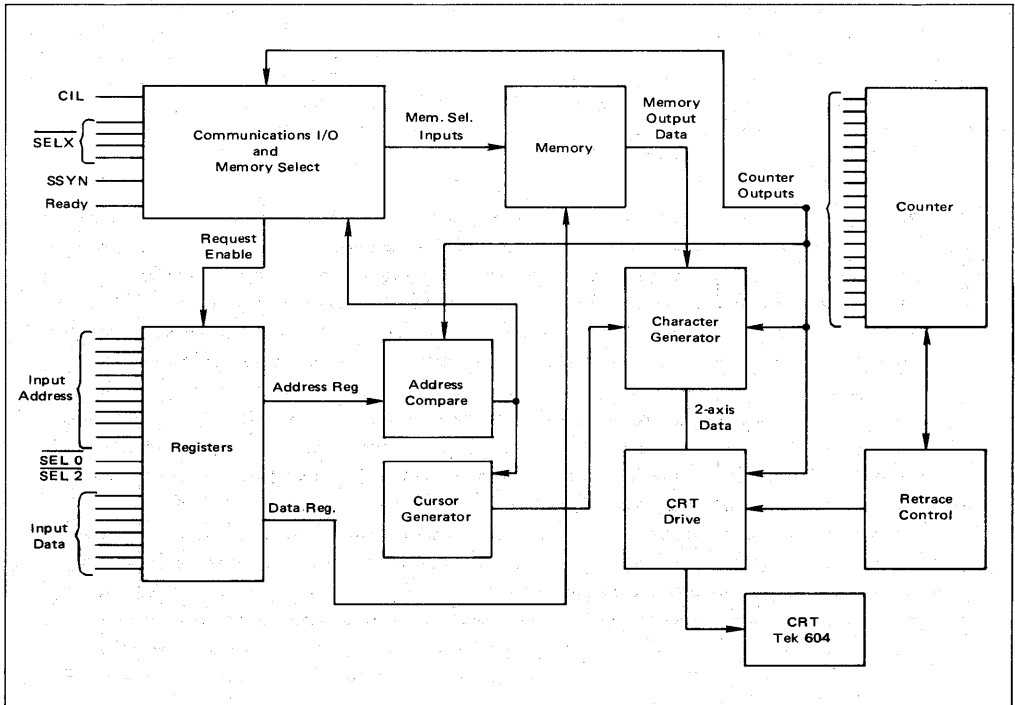 CIL
SELX
SSYN
Ready
Communications I/O
and
Memory Select
Mem. Sel.
Inputs
Memory
Memory
Output
Data
Counter
Outputs
Counter
Request
Enable
Input
Address
SEL 0
SEL 2
Input
Data
Registers
Address Reg
Data Reg.
Address
Compare
Cursor
Generator
Character
Generator
2-axis
Data
CRT
Drive
Retrace
Control
CRT
Tek 604